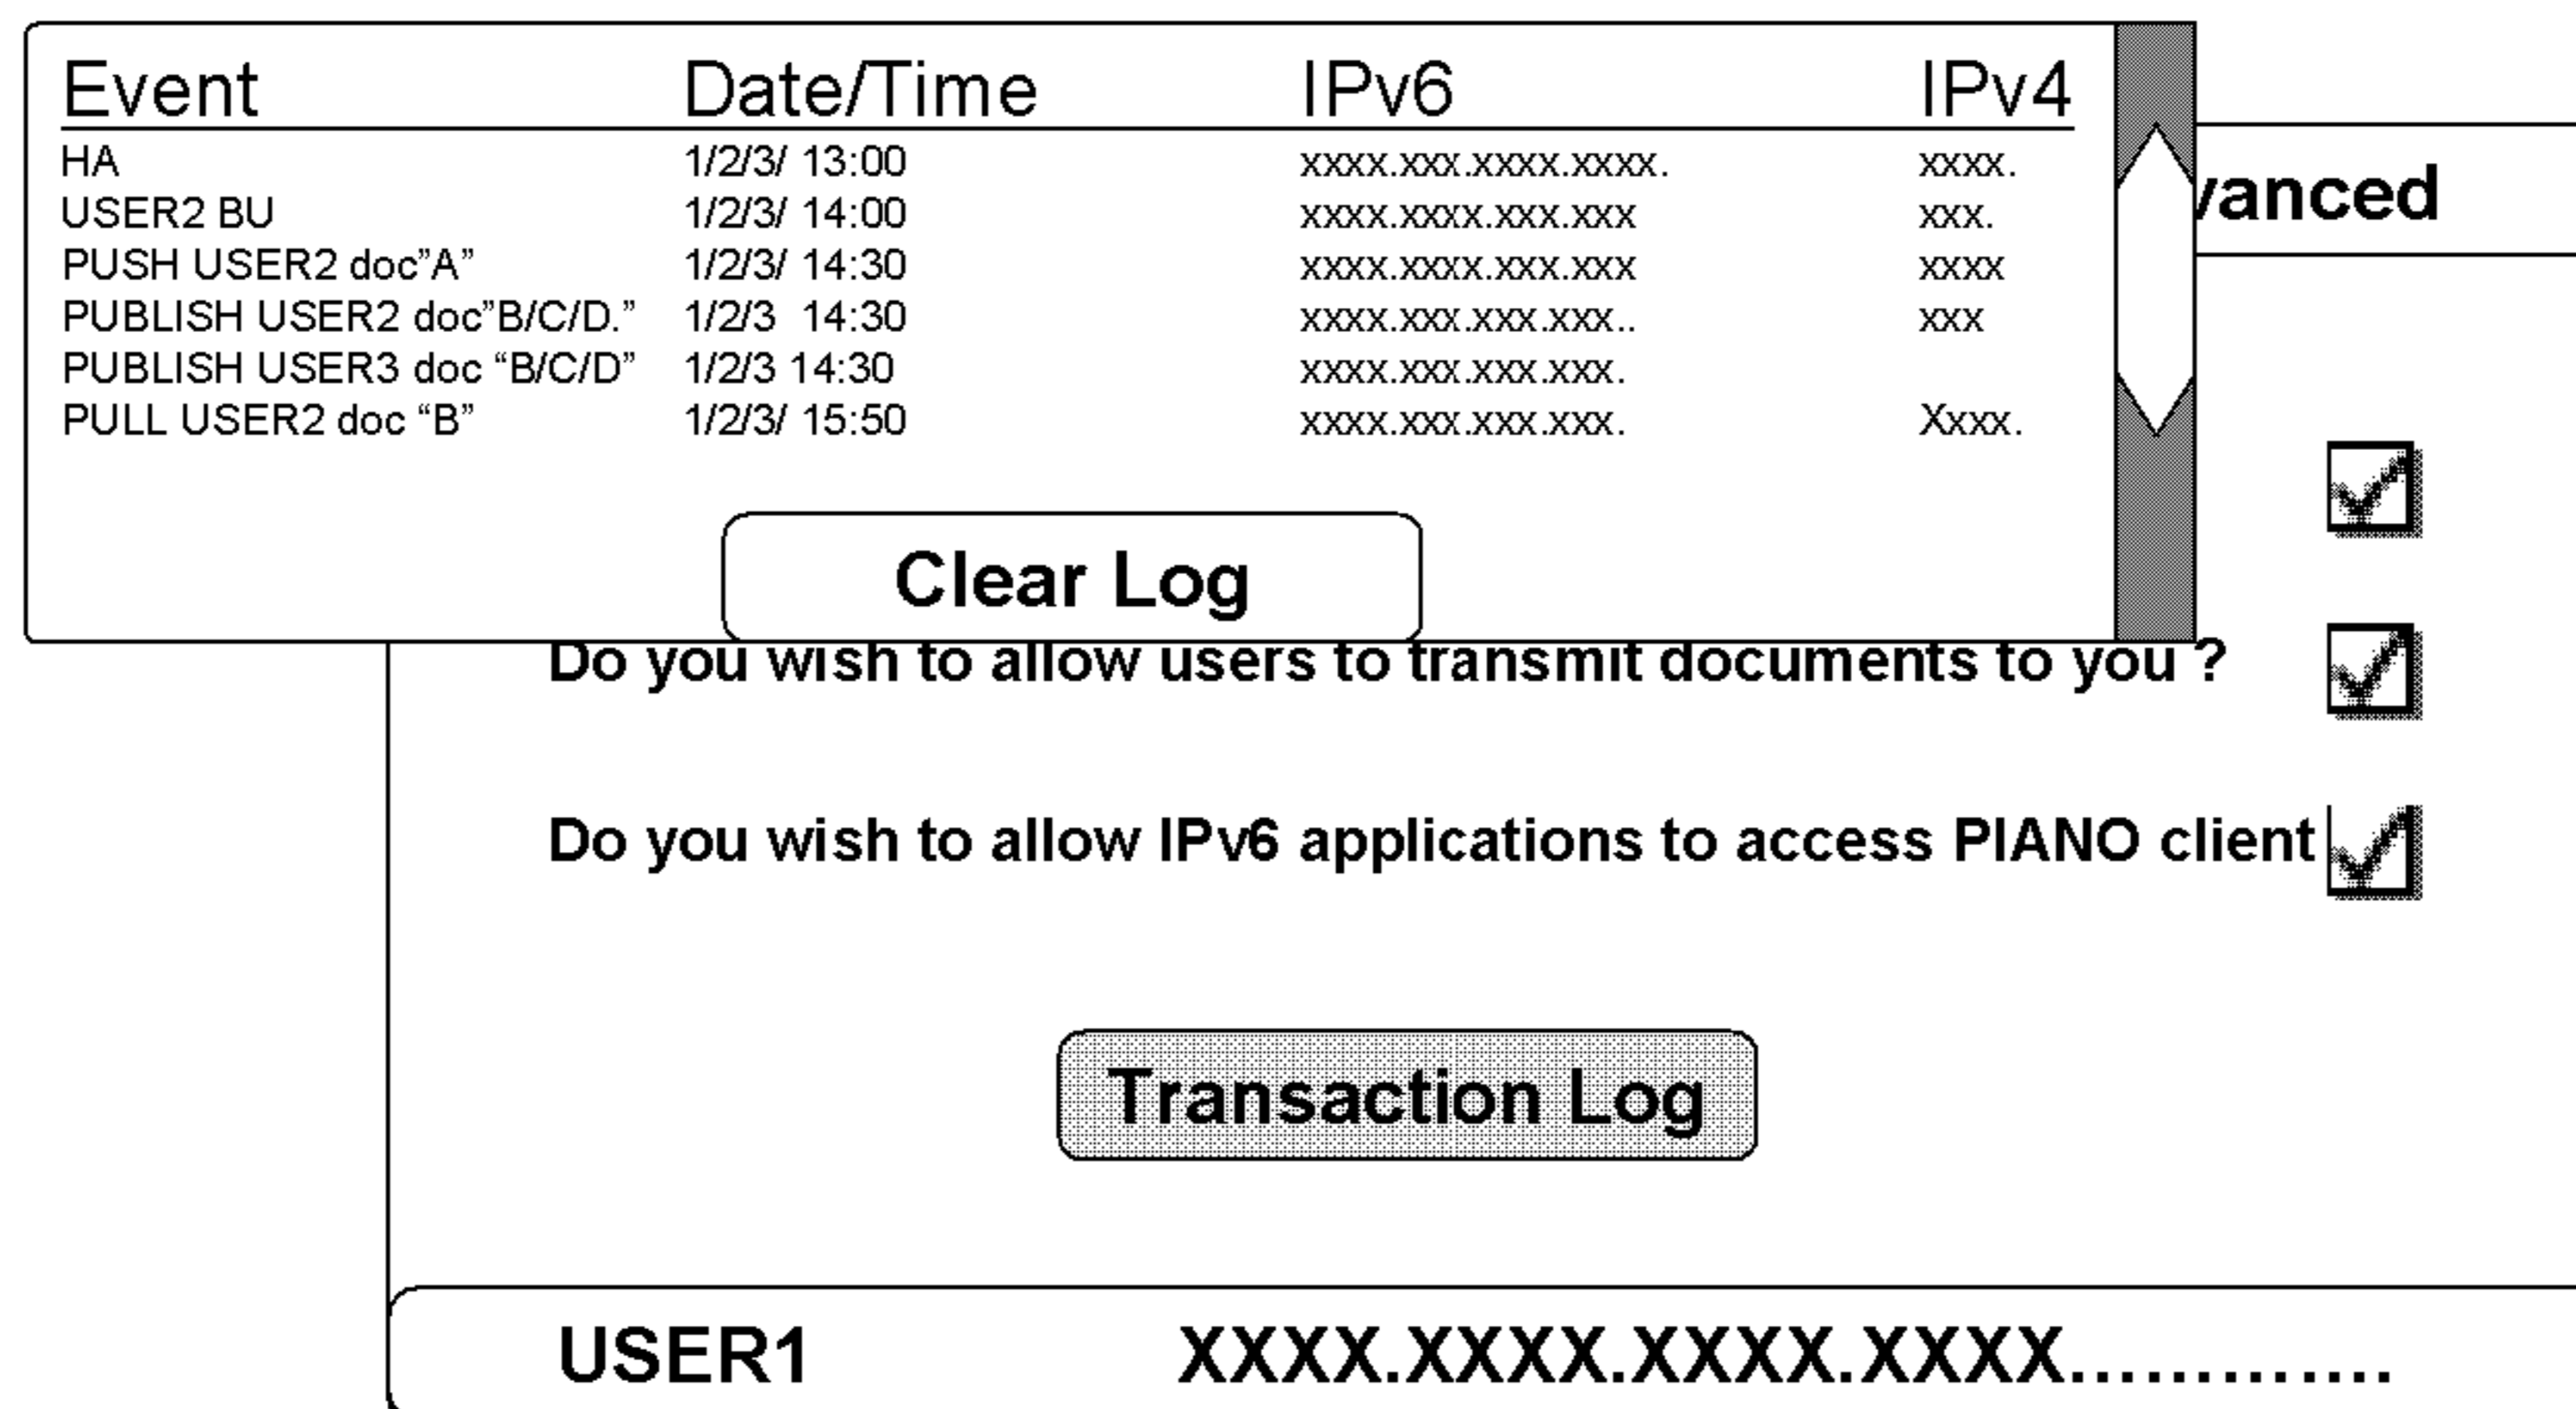 Event Date/Time IPv6 IPv4
HA 1/2/3/ 13:00 xxxx.xxx.xxxx.xxxx. xxxx.
USER2 BU 1/2/3/ 14:00 xxxx.xxxx.xxx.xxx xxx.
PUSH USER2 doc”A” 1/2/3/ 14:30 xxxx.xxxx.xxx.xxx xxxx
PUBLISH USER2 doc”B/C/D.” 1/2/3 14:30 xxxx.xxx.xxx.xxx.. xxx
PUBLISH USER3 doc “B/C/D” 1/2/3 14:30 xxxx.xxx.xxx.xxx.
PULL USER2 doc “B” 1/2/3/ 15:50 xxxx.xxx.xxx.xxx. Xxxx.
vanced
Clear Log
Do you wish to allow users to transmit documents to you ?
Do you wish to allow IPv6 applications to access PIANO client
Transaction Log
USER1 XXXX.XXXX.XXXX.XXXX.............